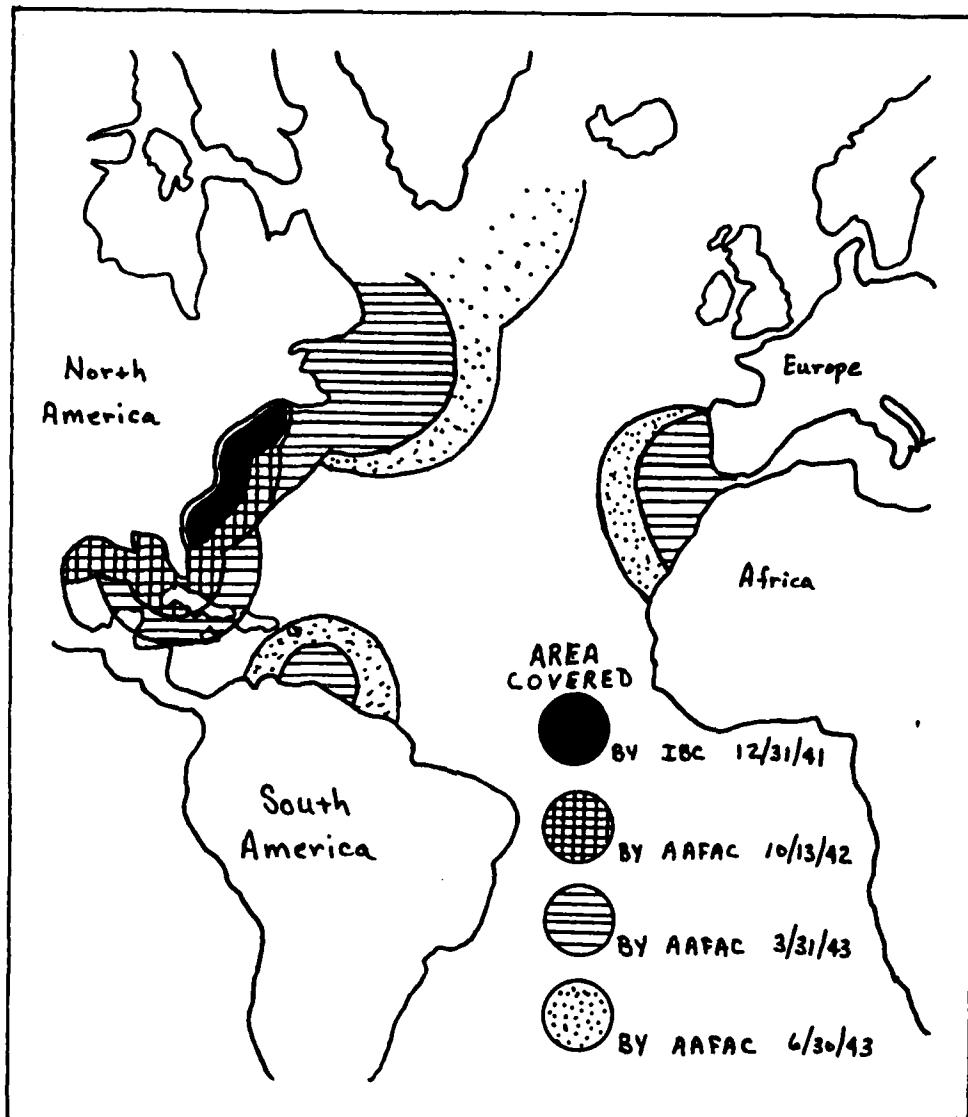 North
America
Europe
Africa
South
America
AREA
COVERED
BY IBC 12/31/41
BY AAFAC 10/13/42
BY AAFAC 3/31/43
BY AAFAC 6/30/43